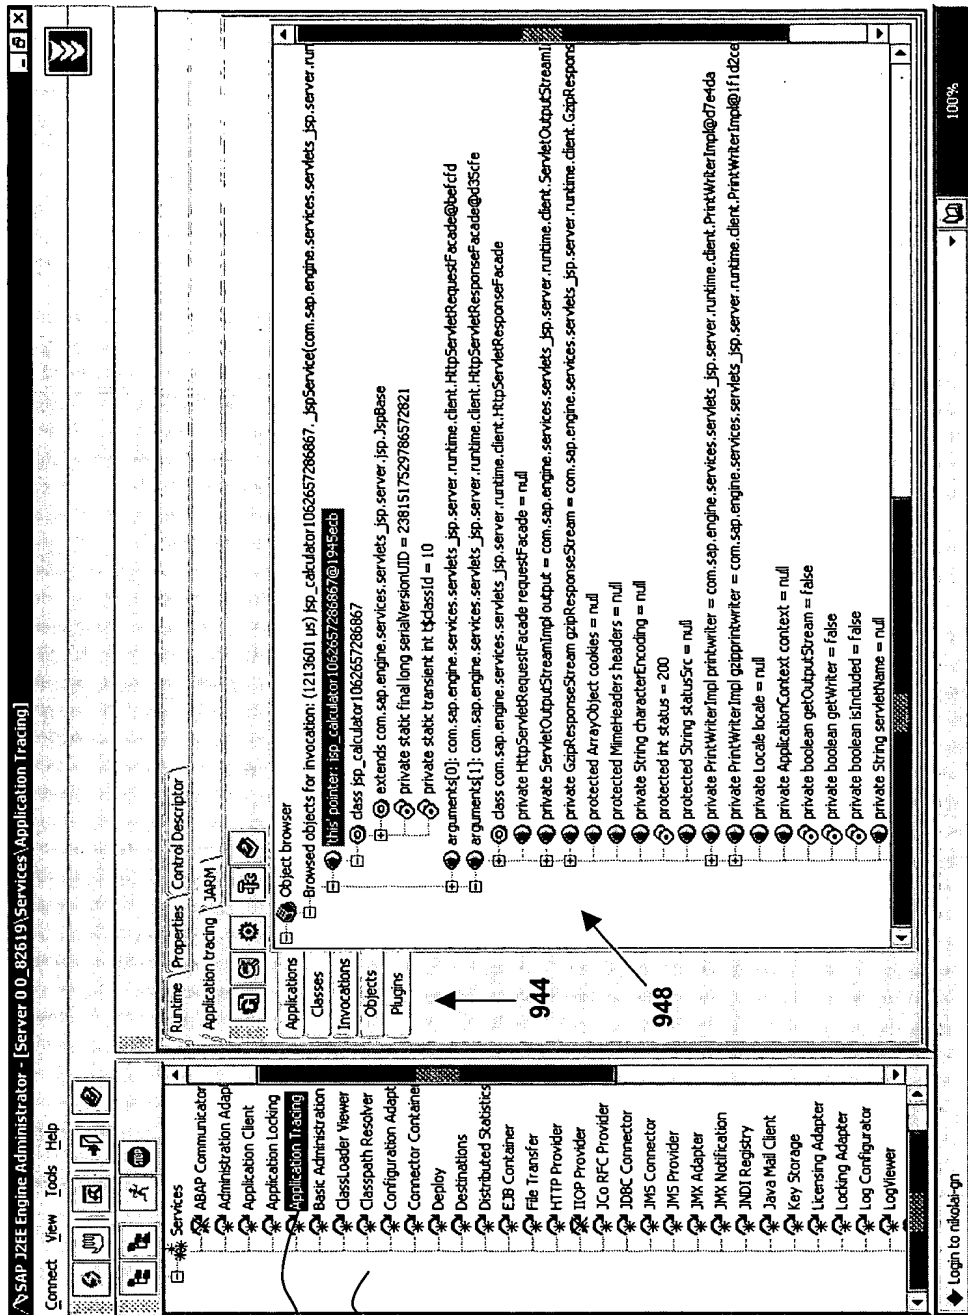 SAP J2EE Engine Administrator - [Server 00_82619\Services\Application Tracing]
Connect View Tools Help
STOP
Services
ABAP Communicator
Administration Adap
Application Client
Application Locking
Application Tracing
Basic Administration
ClassLoader Viewer
Classpath Resolver
Configuration Adapt
Connector Container
Deploy
Destinations
Distributed Statistics
EJB Container
File Transfer
HTTP Provider
IIOP Provider
JCo RFC Provider
JDBC Connector
JMS Connector
JMS Provider
JMX Adapter
JMX Notification
JNDI Registry
Java Mail Client
Key Storage
Licensing Adapter
Locking Adapter
Log Configurator
LogViewer
Runtime Properties Control Descriptor
Application tracing JARM
Applications
Classes
Invocations
Objects
Plugins
944
948
Object browser
Browsed objects for invocation: (1213601 µs) jsp_calculator1062657286867._jspService(com.sap.engine.services.servlets_jsp.server.run
'this' pointer: jsp_calculator1062657286867@1945ecb
class jsp_calculator1062657286867
extends com.sap.engine.services.servlets_jsp.server.jsp.JspBase
private static final long serialVersionUID = 2381517529786572821
private static transient int t$classId = 10
arguments[0]: com.sap.engine.services.servlets_jsp.server.runtime.client.HttpServletRequestFacade@befcfd
arguments[1]: com.sap.engine.services.servlets_jsp.server.runtime.client.HttpServletResponseFacade@d35cfe
class com.sap.engine.services.servlets_jsp.server.runtime.client.HttpServletResponseFacade
private HttpServletRequestFacade requestFacade = null
private ServletOutputStreamImpl output = com.sap.engine.services.servlets_jsp.server.runtime.client.ServletOutputStreamI
private GzipResponseStream gzipResponseStream = com.sap.engine.services.servlets_jsp.server.runtime.client.GzipRespons
protected ArrayObject cookies = null
protected MimeHeaders headers = null
private String characterEncoding = null
protected int status = 200
protected String statusSrc = null
private PrintWriterImpl printwriter = com.sap.engine.services.servlets_jsp.server.runtime.client.PrintWriterImpl@d7e4da
private PrintWriterImpl gzipprintwriter = com.sap.engine.services.servlets_jsp.server.runtime.client.PrintWriterImpl@1f1d2ce
private Locale locale = null
private ApplicationContext context = null
private boolean getOutputStream = false
private boolean getWriter = false
private boolean isIncluded = false
private String servletName = null
Login to nikolai-gn
100%